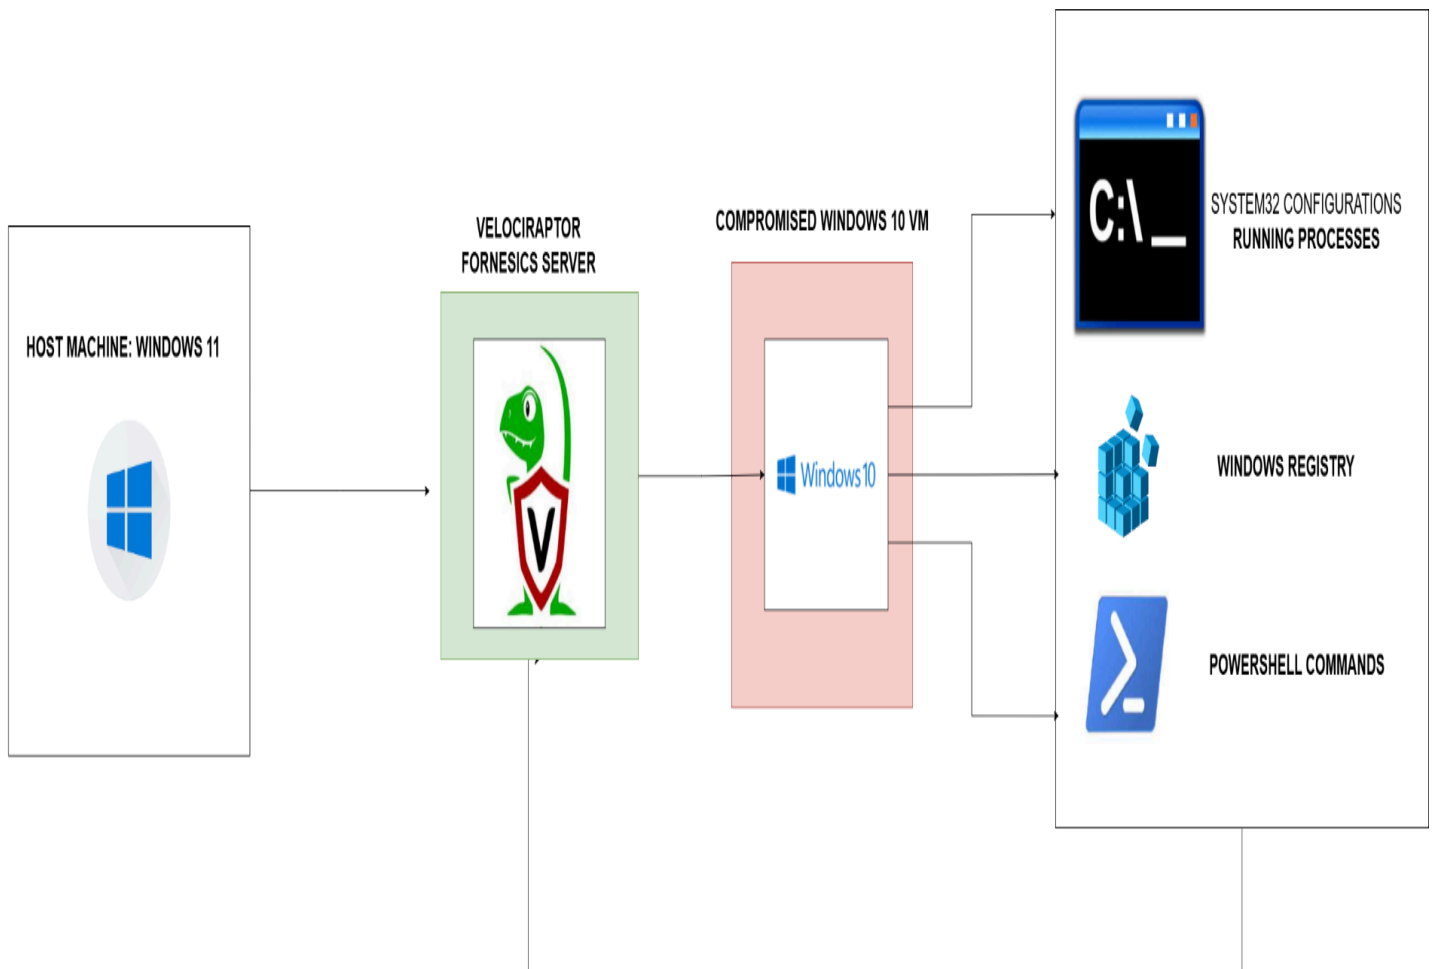 HOST MACHINE: WINDOWS 11
VELOCIRAPTOR
FORNESICS SERVER
V
COMPROMISED WINDOWS 10 VM
Windows 10
C:\_
SYSTEM32 CONFIGURATIONS
RUNNING PROCESSES
WINDOWS REGISTRY
POWERSHELL COMMANDS